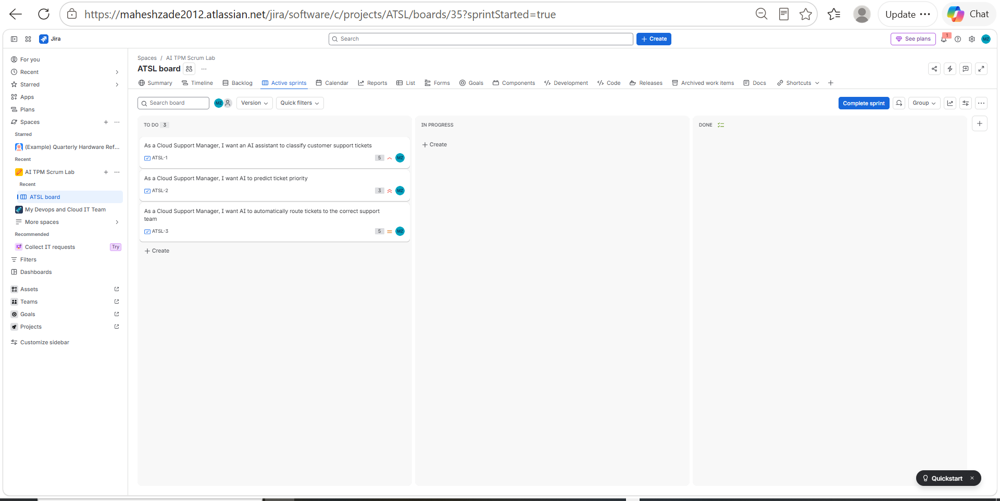 https://maheshzade2012.atlassian.net/jira/software/c/projects/ATSL/boards/35?sprintStarted=true
Update
Chat
Jira
Search
Create
See plans
1
MZ
For you
Recent
Starred
Apps
Plans
Spaces
Starred
(Example) Quarterly Hardware Ref...
Recent
AI TPM Scrum Lab
Recent
ATSL board
My Devops and Cloud IT Team
More spaces
Recommended
Collect IT requests Try
Filters
Dashboards
Assets
Teams
Goals
Projects
Customize sidebar
Spaces / AI TPM Scrum Lab
ATSL board
Summary Timeline Backlog Active sprints Calendar Reports List Forms Goals Components Development Code Releases Archived work items Docs Shortcuts
Search board MZ Version Quick filters Complete sprint Group
TO DO 3
As a Cloud Support Manager, I want an AI assistant to classify customer support tickets
ATSL-1 5 MZ
As a Cloud Support Manager, I want AI to predict ticket priority
ATSL-2 3 MZ
As a Cloud Support Manager, I want AI to automatically route tickets to the correct support
team
ATSL-3 5 MZ
Create
IN PROGRESS
Create
DONE
Quickstart